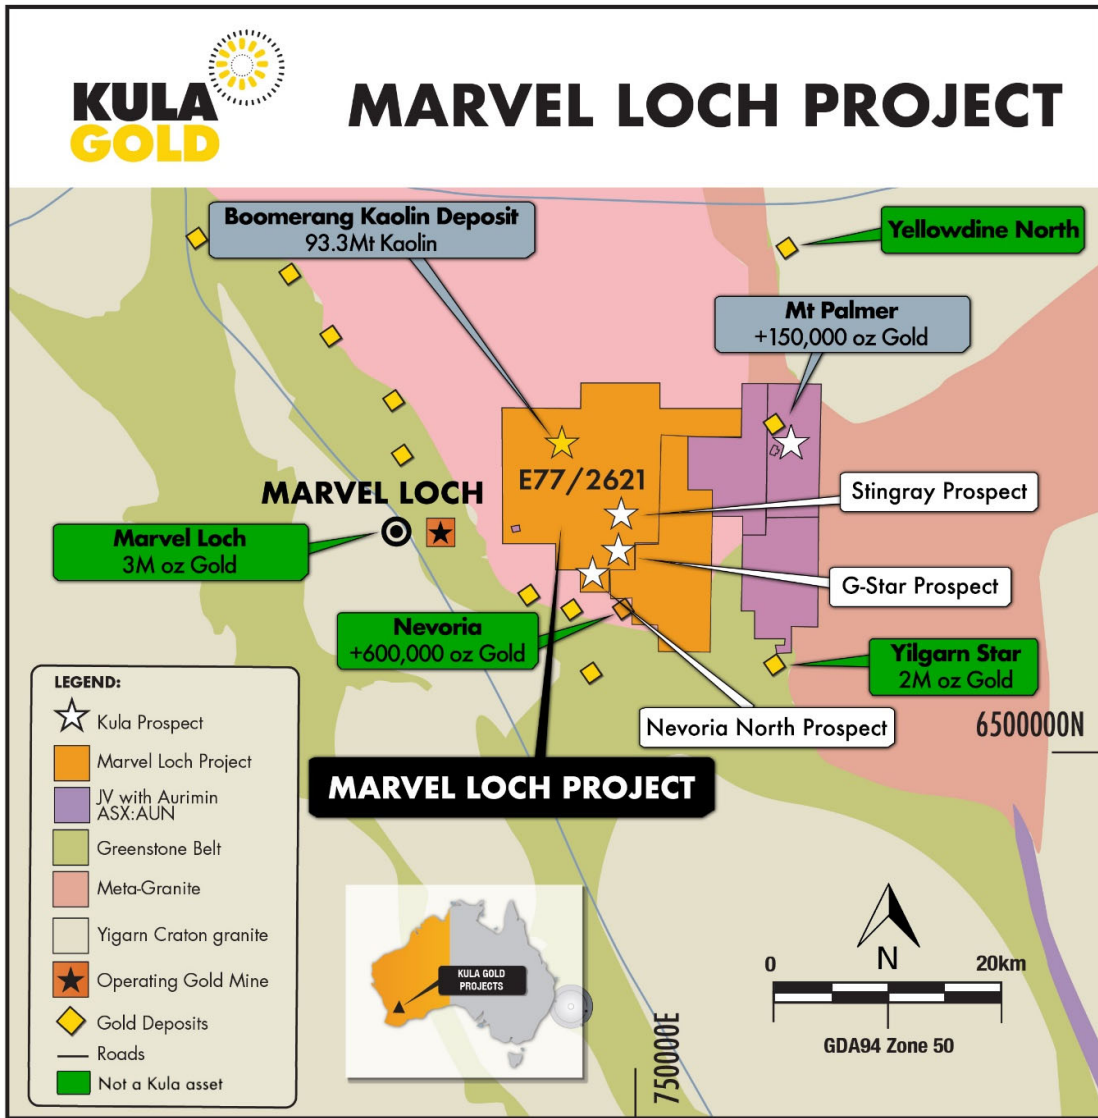 KULA
GOLD
MARVEL LOCH PROJECT
Boomerang Kaolin Deposit
93.3Mt Kaolin
Yellowdine North
Mt Palmer
+150,000 oz Gold
E77/2621
Stingray Prospect
MARVEL LOCH
Marvel Loch
3M oz Gold
G-Star Prospect
Nevoria
+600,000 oz Gold
Yilgarn Star
2M oz Gold
Nevoria North Prospect
6500000N
MARVEL LOCH PROJECT
LEGEND:
Kula Prospect
Marvel Loch Project
JV with Aurimin
ASX:AUN
Greenstone Belt
Meta-Granite
Yigarn Craton granite
Operating Gold Mine
Gold Deposits
Roads
Not a Kula asset
KULA GOLD
PROJECTS
750000E
N
0 20km
GDA94 Zone 50